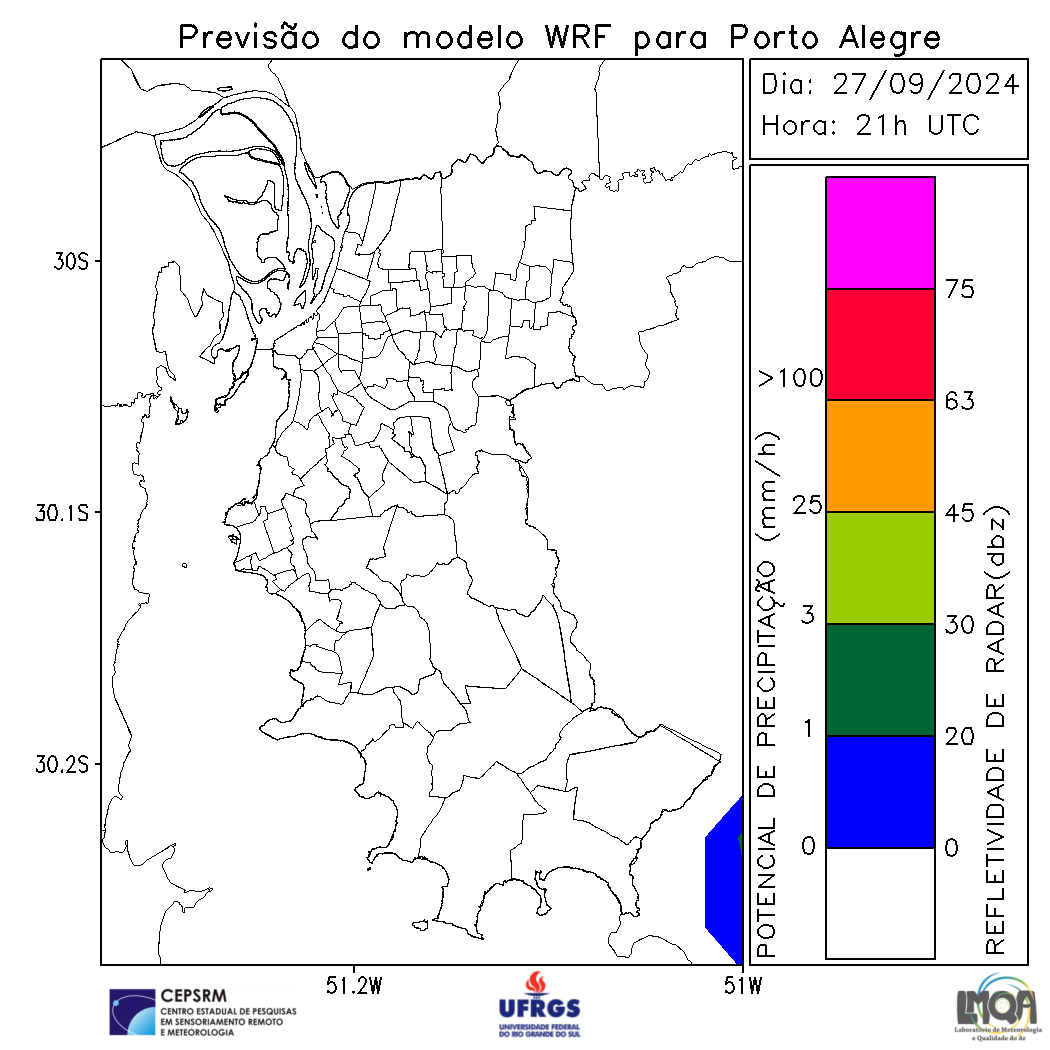 Previsão do modelo WRF para Porto Alegre
Dia: 27/09/2024
Hora: 21h UTC
30S
30.1S
30.2S
51.2W
51W
POTENCIAL DE PRECIPITAÇÃO (mm/h)
>100
25
3
1
0
75
63
45
30
20
0
REFLETIVIDADE DE RADAR(dbz)
CEPSRM
CENTRO ESTADUAL DE PESQUISAS
EM SENSORIAMENTO REMOTO
E METEOROLOGIA
UFRGS
UNIVERSIDADE FEDERAL
DO RIO GRANDE DO SUL
LMQA
Laboratório de Meteorologia
e Qualidade do Ar